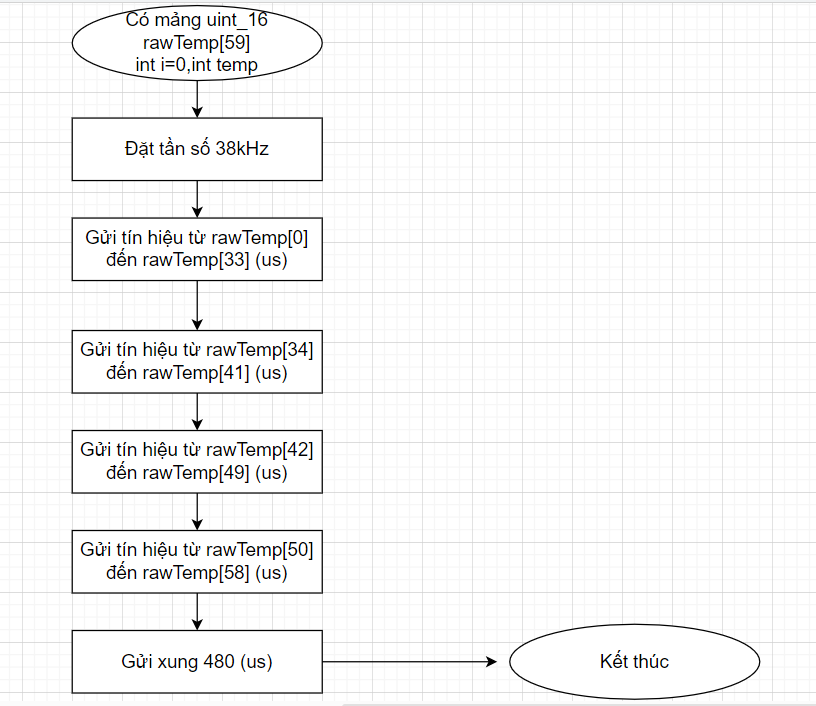 Có mảng uint_16
rawTemp[59]
int i=0,int temp
Đặt tần số 38kHz
Gửi tín hiệu từ rawTemp[0]
đến rawTemp[33] (us)
Gửi tín hiệu từ rawTemp[34]
đến rawTemp[41] (us)
Gửi tín hiệu từ rawTemp[42]
đến rawTemp[49] (us)
Gửi tín hiệu từ rawTemp[50]
đến rawTemp[58] (us)
Gửi xung 480 (us)
Kết thúc